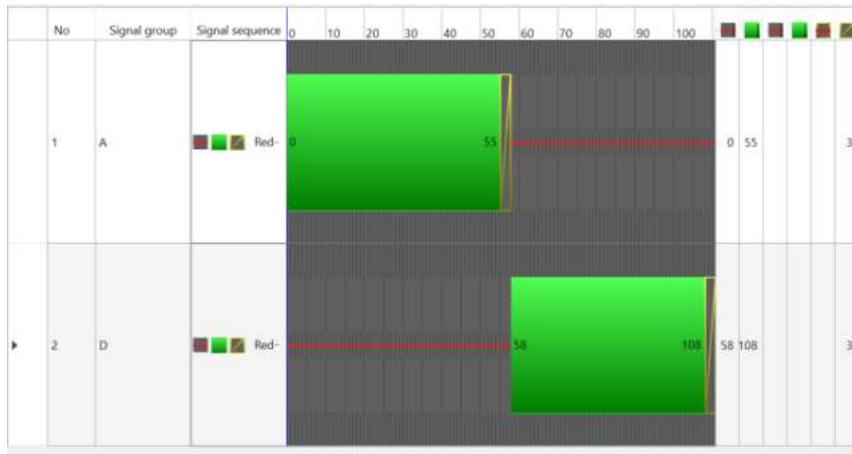 No Signal group Signal sequence 0 10 20 30 40 50 60 70 80 90 100
1 A Red- 0 55 0 55 3
2 D Red- 58 108 58 108 3